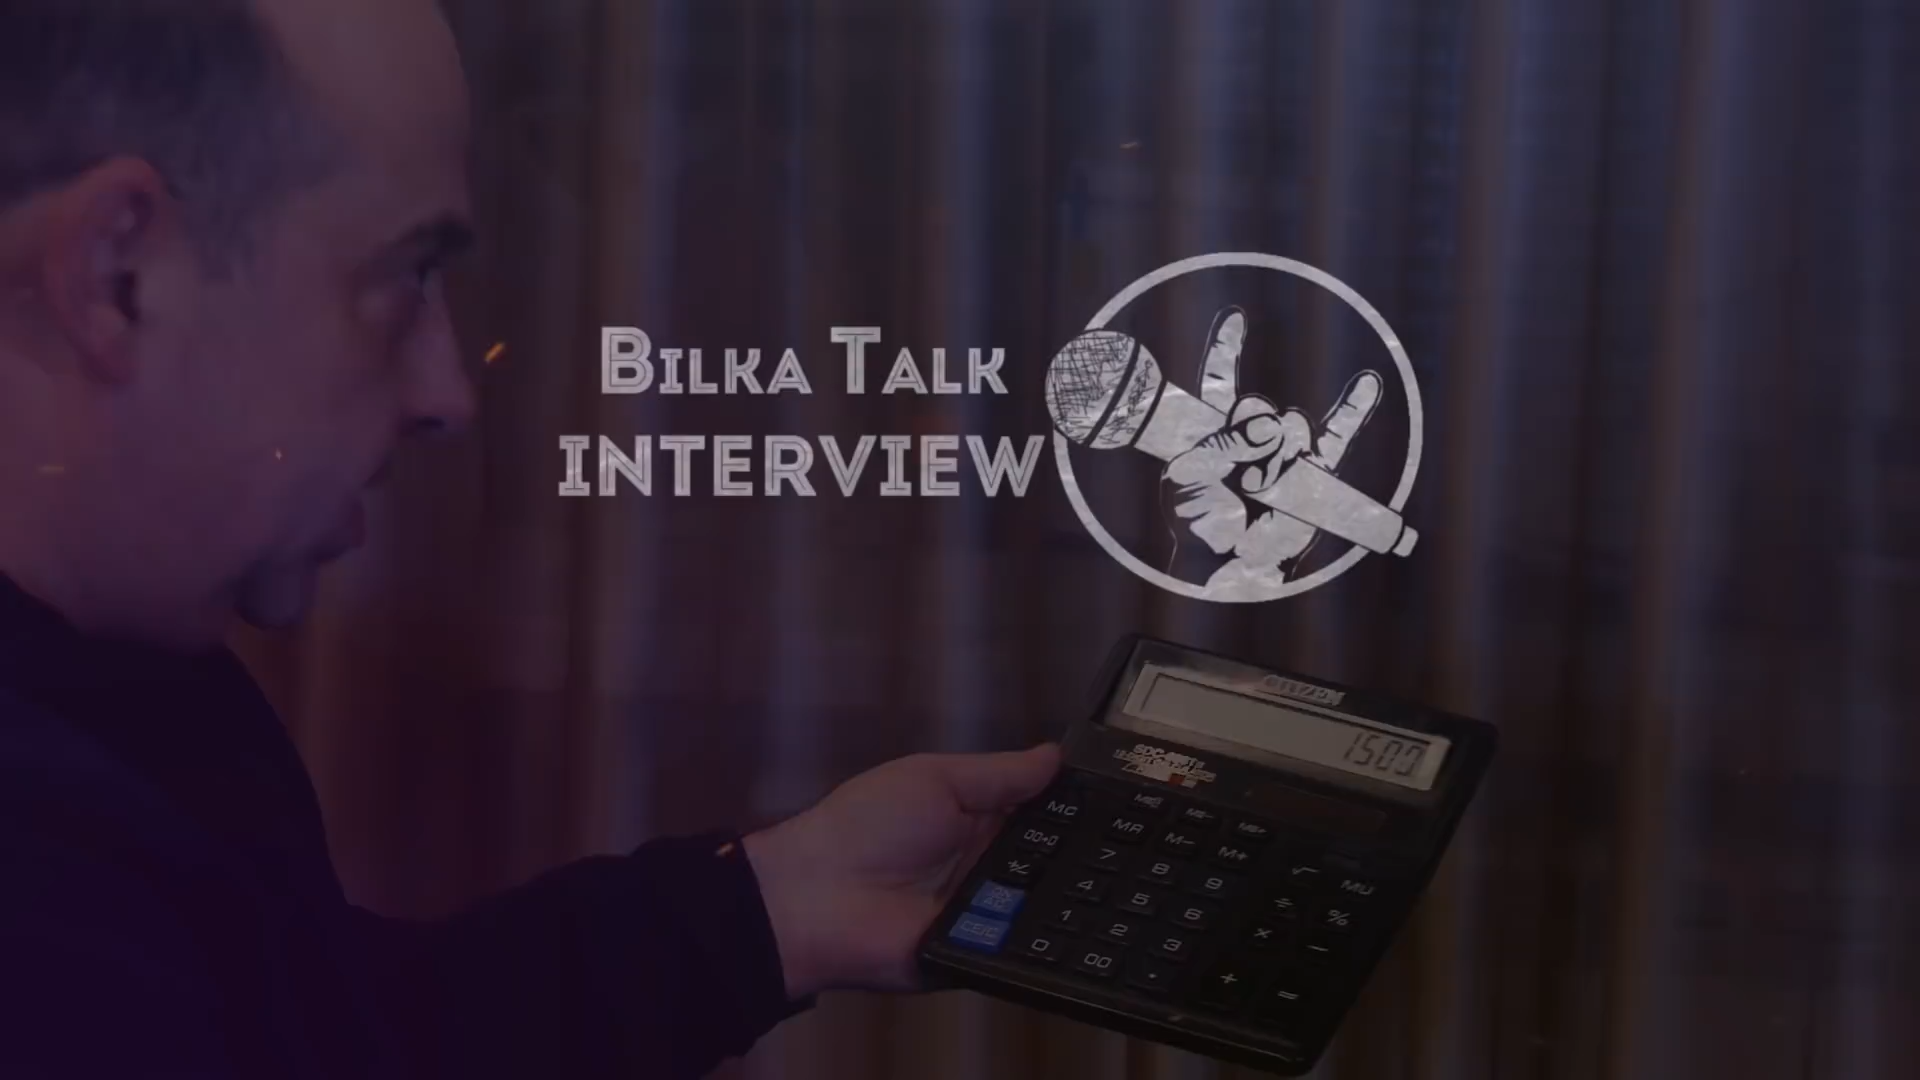 BILKA TALK
INTERVIEW
CITIZEN
1500
MC
MR M- M+ √ MU
00→0 7 8 9 ÷ %
+/- 4 5 6 × −
1 2 3
CE/C 0 00 . + =